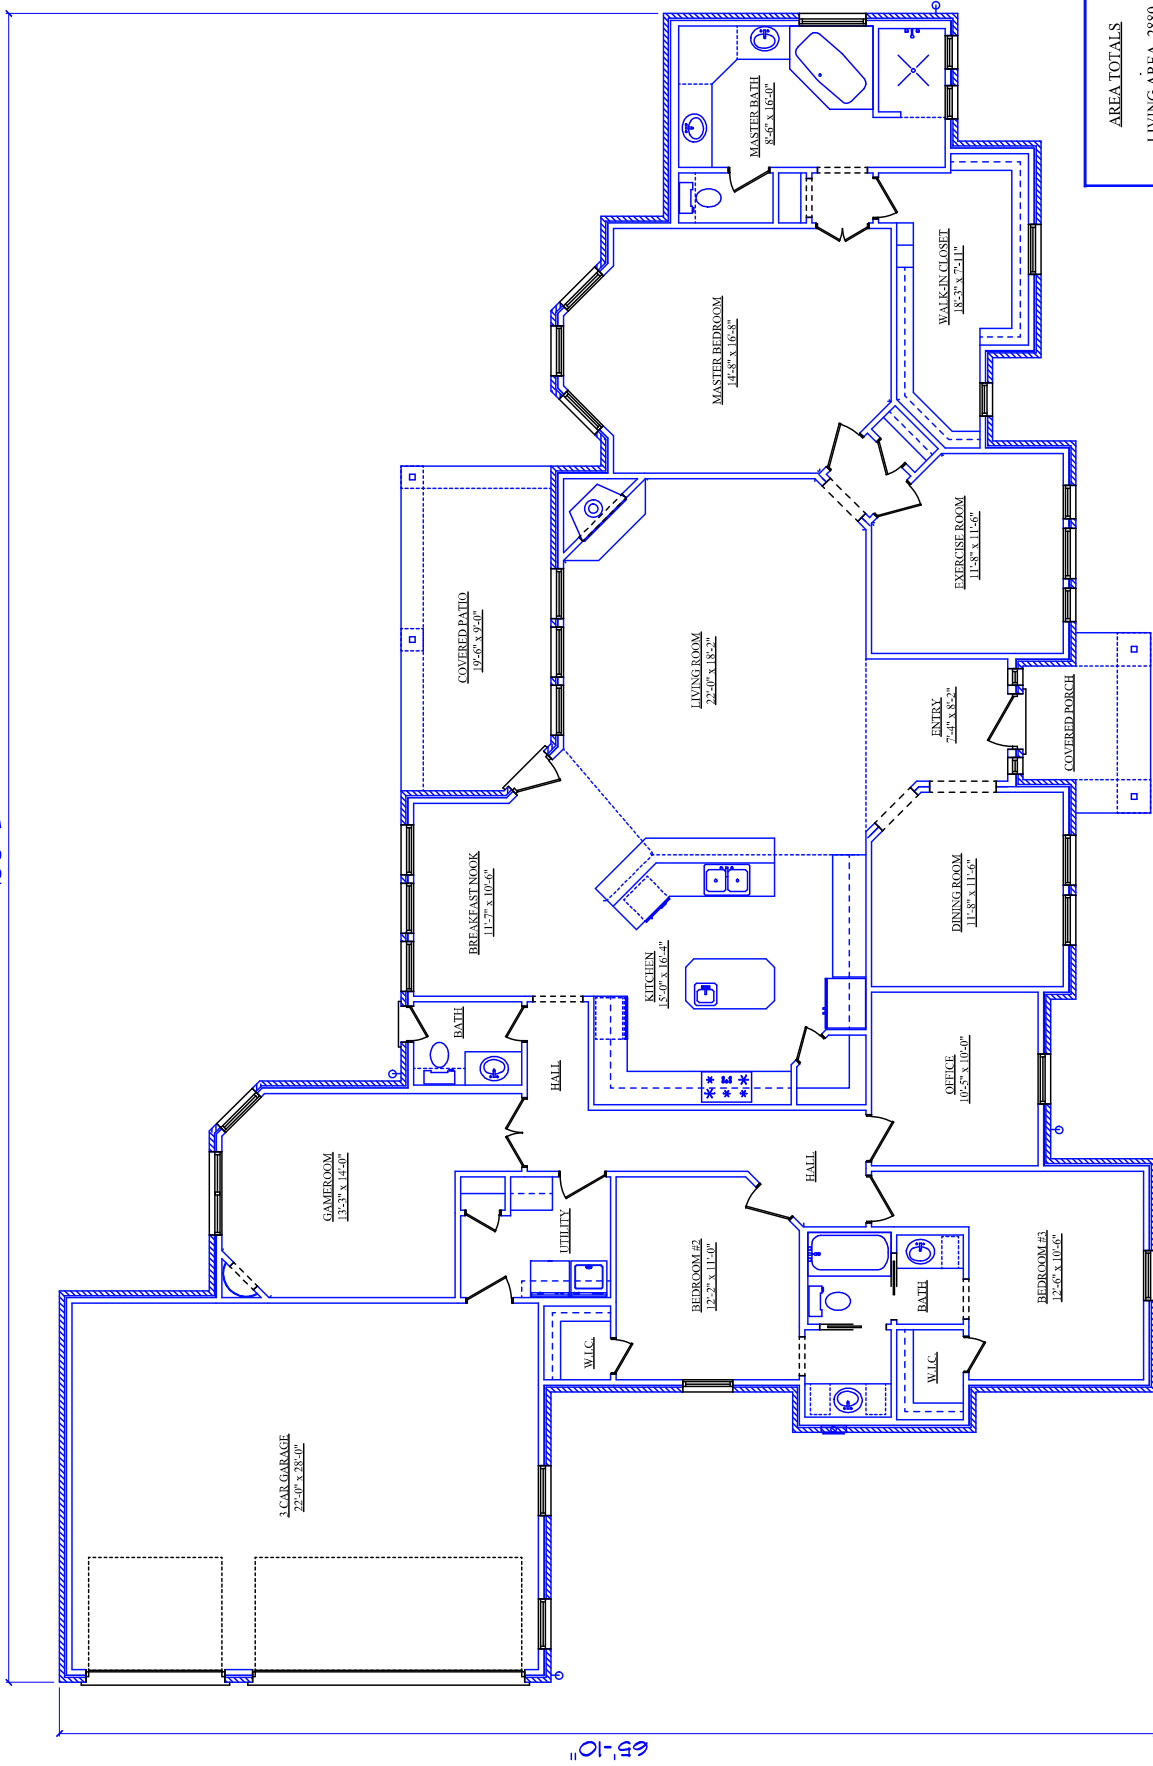 AREA TOTALS
LIVING AREA
MASTER BATH
8'-6" x 16'-0"
WALK-IN CLOSET
18'-3" x 7'-11"
MASTER BEDROOM
14'-8" x 16'-8"
EXERCISE ROOM
11'-8" x 11'-6"
COVERED PATIO
19'-6" x 9'-0"
LIVING ROOM
22'-0" x 18'-2"
ENTRY
7'-4" x 8'-2"
COVERED PORCH
BREAKFAST NOOK
11'-7" x 10'-6"
DINING ROOM
11'-8" x 11'-6"
KITCHEN
15'-0" x 16'-4"
BATH
HALL
OFFICE
10'-5" x 10'-0"
GAMEROOM
13'-3" x 14'-0"
HALL
UTILITY
BEDROOM #2
12'-2" x 11'-0"
BEDROOM #3
12'-6" x 10'-6"
BATH
W.I.C.
W.I.C.
3 CAR GARAGE
22'-0" x 28'-0"
65'-10"